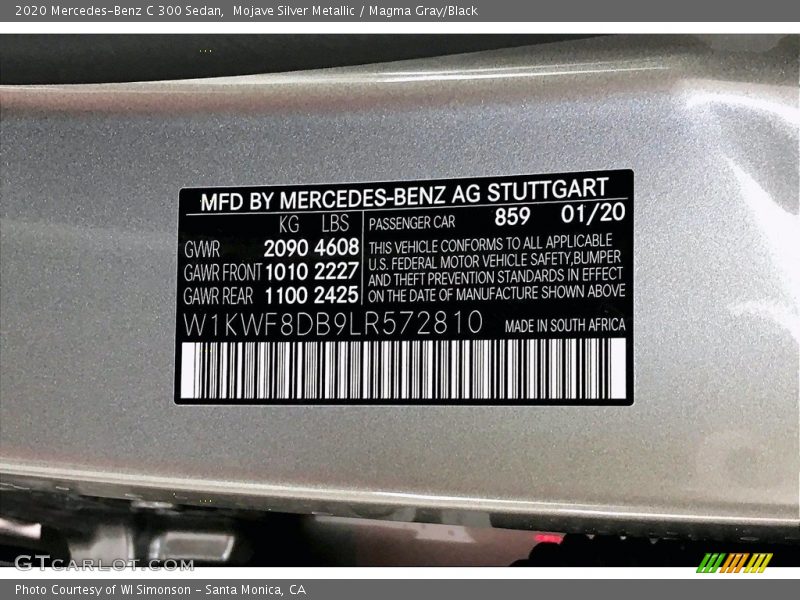 2020 Mercedes-Benz C 300 Sedan,  Mojave Silver Metallic / Magma Gray/Black
MFD BY MERCEDES-BENZ AG STUTTGART
KG LBS PASSENGER CAR 859 01/20
GVWR 2090 4608
GAWR FRONT 1010 2227
GAWR REAR 1100 2425
THIS VEHICLE CONFORMS TO ALL APPLICABLE
U.S. FEDERAL MOTOR VEHICLE SAFETY,BUMPER
AND THEFT PREVENTION STANDARDS IN EFFECT
ON THE DATE OF MANUFACTURE SHOWN ABOVE
W1KWF8DB9LR572810 MADE IN SOUTH AFRICA
GTCARLOT.COM
Photo Courtesy of WI Simonson - Santa Monica, CA